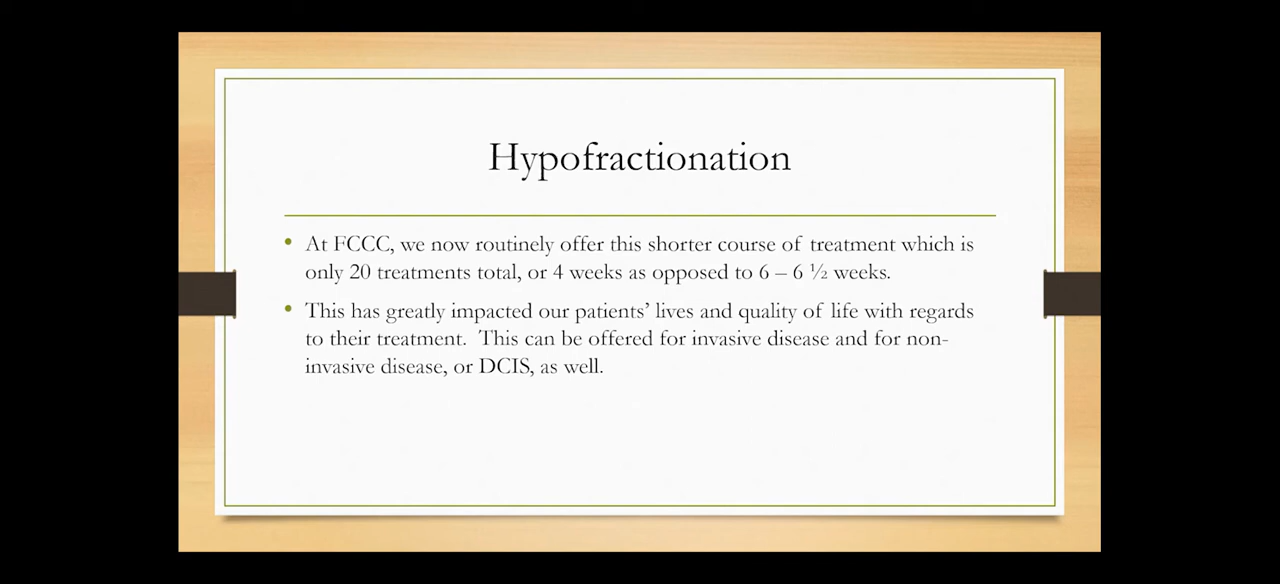 Hypofractionation
• At FCCC, we now routinely offer this shorter course of treatment which is
only 20 treatments total, or 4 weeks as opposed to 6 – 6 ½ weeks.
• This has greatly impacted our patients’ lives and quality of life with regards
to their treatment.  This can be offered for invasive disease and for non-
invasive disease, or DCIS, as well.